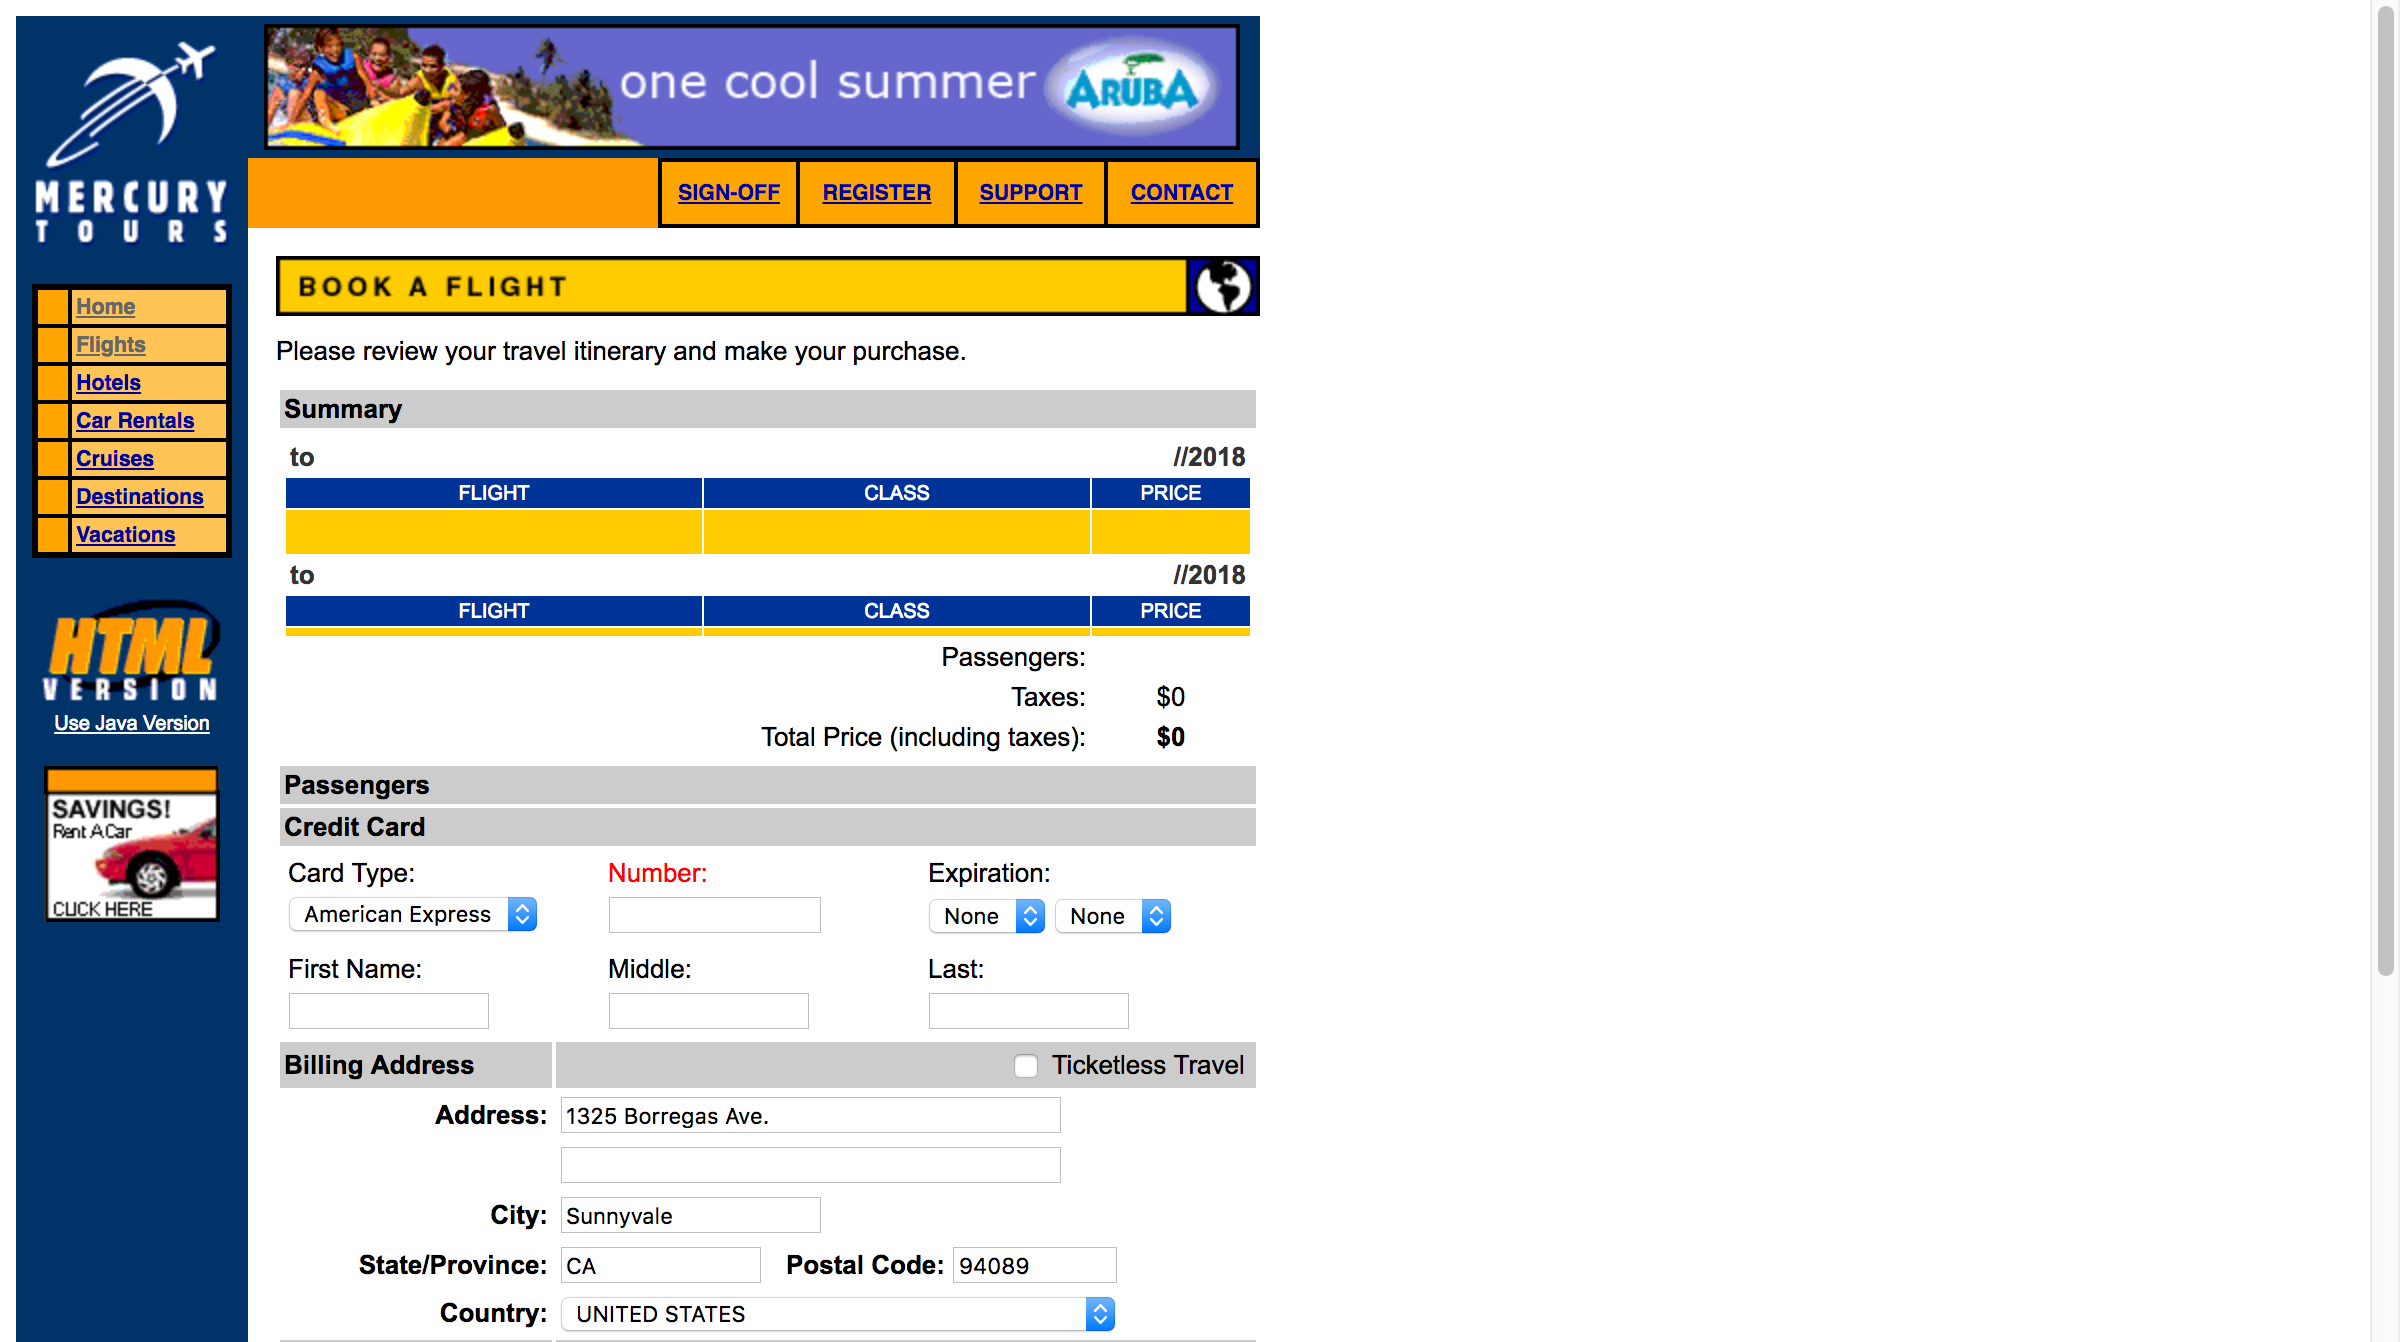 MERCURY
TOURS
one cool summer ARUBA
SIGN-OFF REGISTER SUPPORT CONTACT
Home
Flights
Hotels
Car Rentals
Cruises
Destinations
Vacations
HTML
VERSION
Use Java Version
SAVINGS!
Rent A Car
CLICK HERE
BOOK A FLIGHT
Please review your travel itinerary and make your purchase.
Summary
to //2018
FLIGHT CLASS PRICE
to //2018
FLIGHT CLASS PRICE
Passengers:
Taxes: $0
Total Price (including taxes): $0
Passengers
Credit Card
Card Type: Number: Expiration:
American Express None None
First Name: Middle: Last:
Billing Address Ticketless Travel
Address: 1325 Borregas Ave.
City: Sunnyvale
State/Province: CA Postal Code: 94089
Country: UNITED STATES